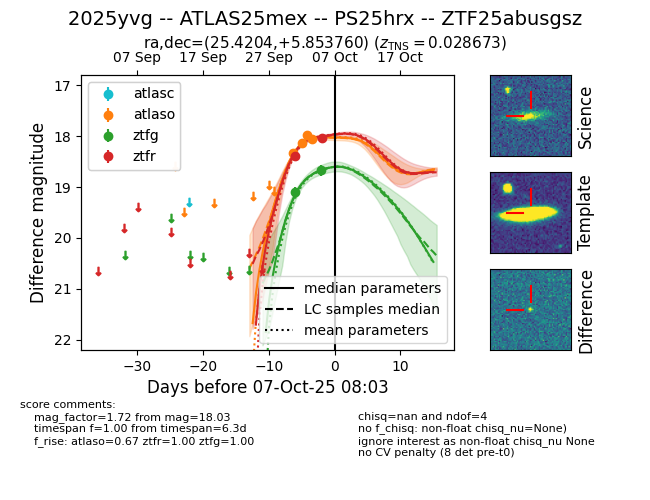 2025yvg -- ATLAS25mex -- PS25hrx -- ZTF25abusgsz
ra,dec=(25.4204,+5.853760) (z_TNS = 0.028673)
07 Sep 17 Sep 27 Sep 07 Oct 17 Oct
17
18
19
20
21
22
Difference magnitude
atlasc
atlaso
ztfg
ztfr
median parameters
LC samples median
mean parameters
−30 −20 −10 0 10
Days before 07-Oct-25 08:03
Science
Template
Difference
score comments:
mag_factor=1.72 from mag=18.03
timespan f=1.00 from timespan=6.3d
f_rise: atlaso=0.67 ztfr=1.00 ztfg=1.00
chisq=nan and ndof=4
no f_chisq: non-float chisq_nu=None)
ignore interest as non-float chisq_nu None
no CV penalty (8 det pre-t0)